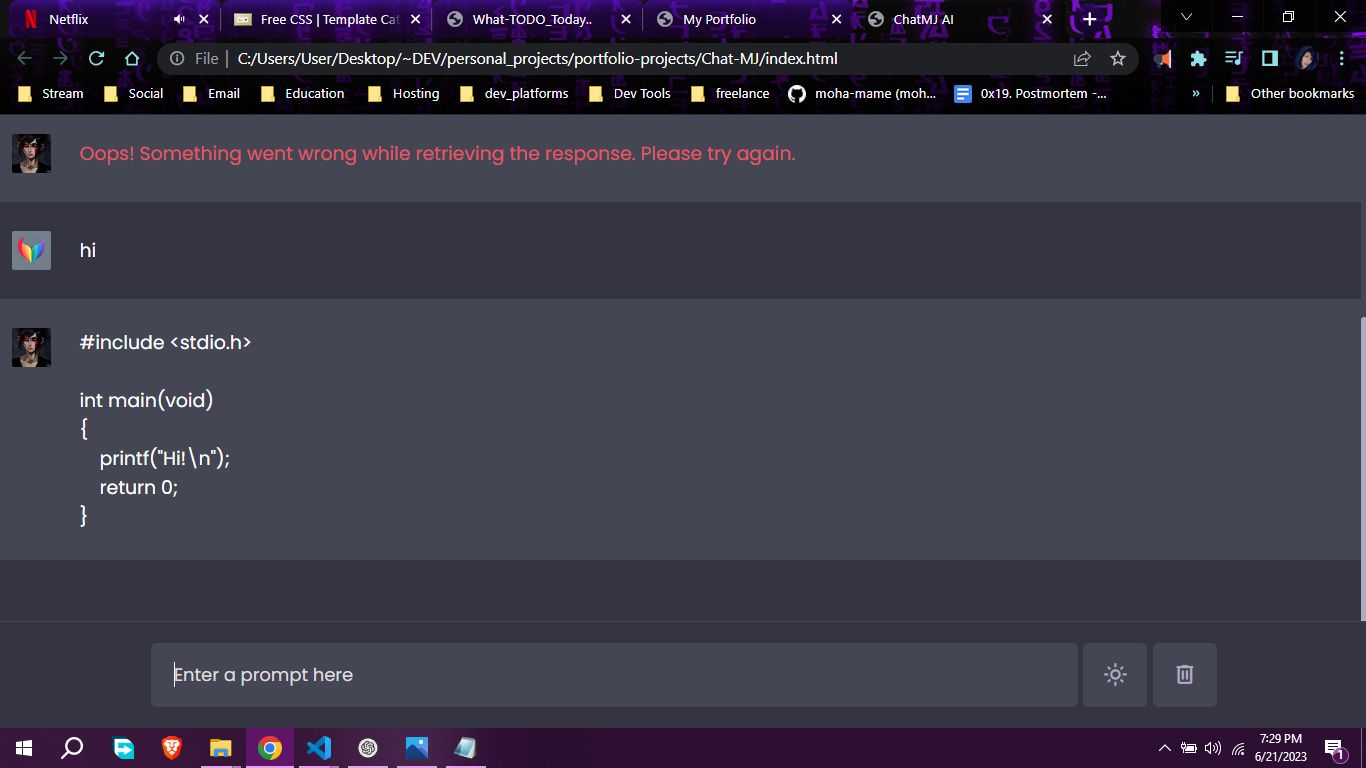 Netflix
Free CSS | Template Cat
What-TODO_Today..
My Portfolio
ChatMJ AI
File | C:/Users/User/Desktop/~DEV/personal_projects/portfolio-projects/Chat-MJ/index.html
Stream
Social
Email
Education
Hosting
dev_platforms
Dev Tools
freelance
moha-mame (moh...
0x19. Postmortem -...
»
Other bookmarks
Oops! Something went wrong while retrieving the response. Please try again.
hi
#include <stdio.h>
int main(void)
{
printf("Hi!\n");
return 0;
}
Enter a prompt here
7:29 PM
6/21/2023
1